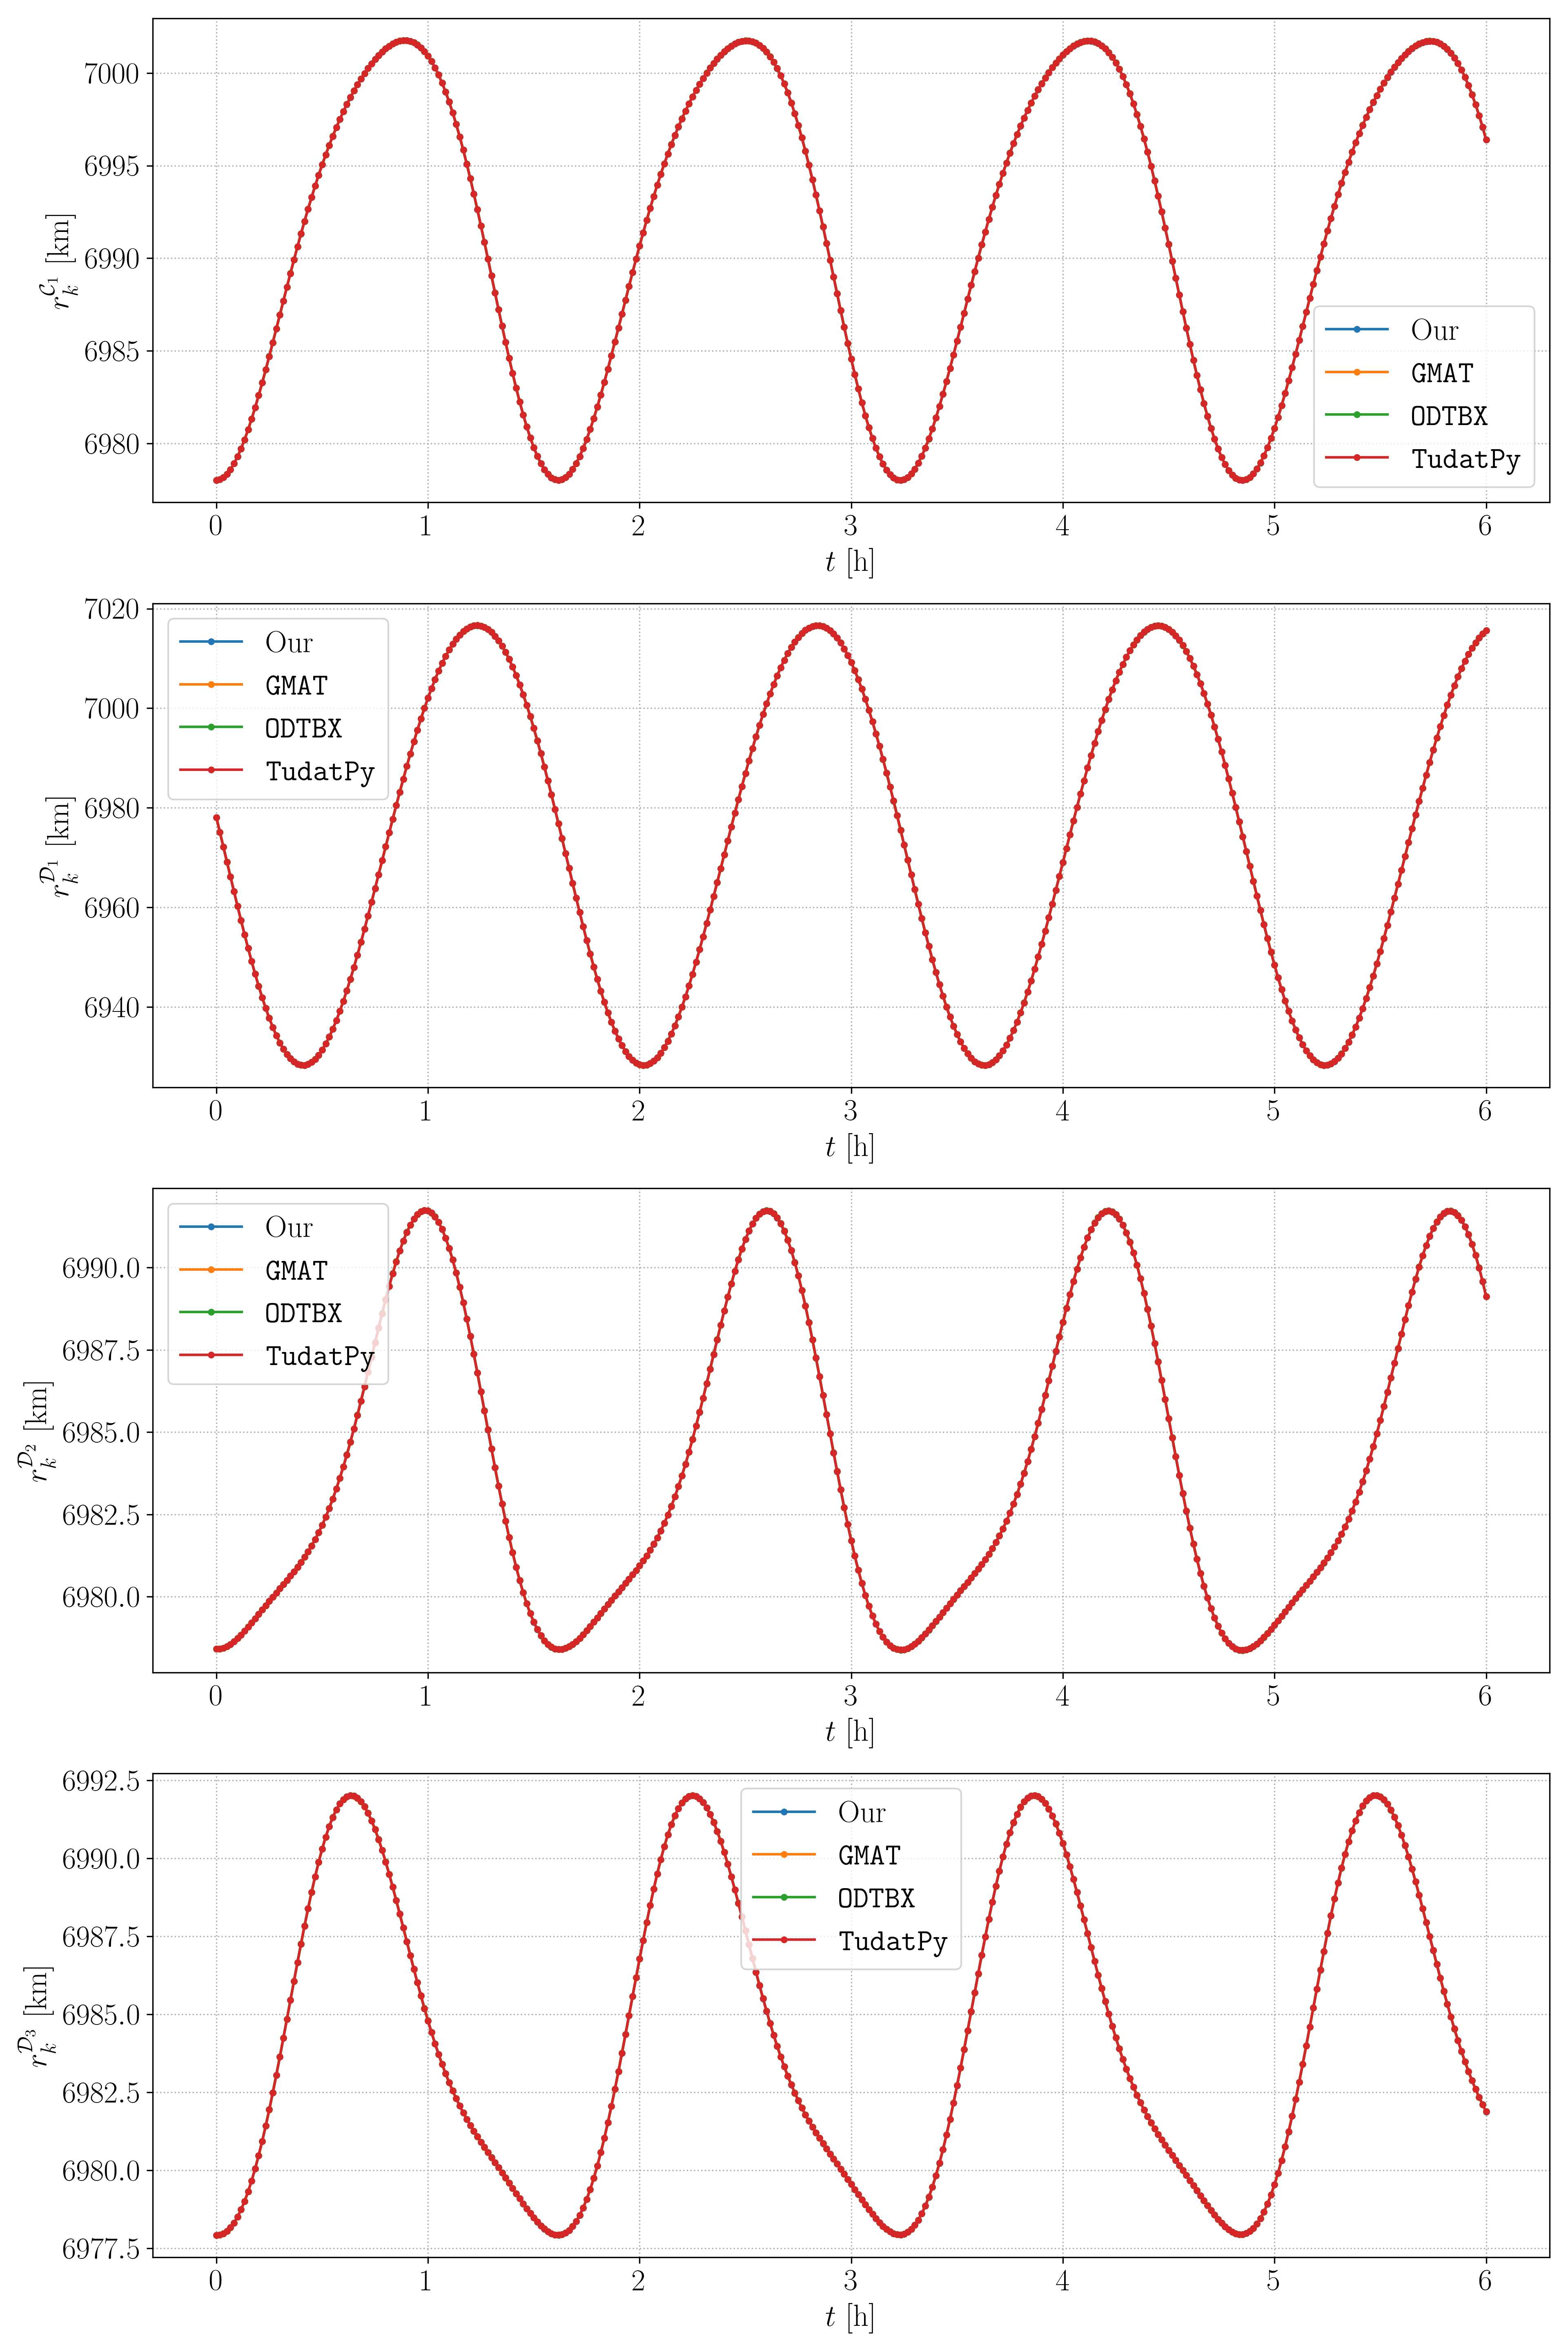 7000
6995
6990
6985
6980
r_k^{𝒞_1} [km]
Our
GMAT
ODTBX
TudatPy
0 1 2 3 4 5 6
t [h]
7020
7000
6980
6960
6940
r_k^{𝒟_1} [km]
Our
GMAT
ODTBX
TudatPy
0 1 2 3 4 5 6
t [h]
6990.0
6987.5
6985.0
6982.5
6980.0
r_k^{𝒟_2} [km]
Our
GMAT
ODTBX
TudatPy
0 1 2 3 4 5 6
t [h]
6992.5
6990.0
6987.5
6985.0
6982.5
6980.0
6977.5
r_k^{𝒟_3} [km]
Our
GMAT
ODTBX
TudatPy
0 1 2 3 4 5 6
t [h]